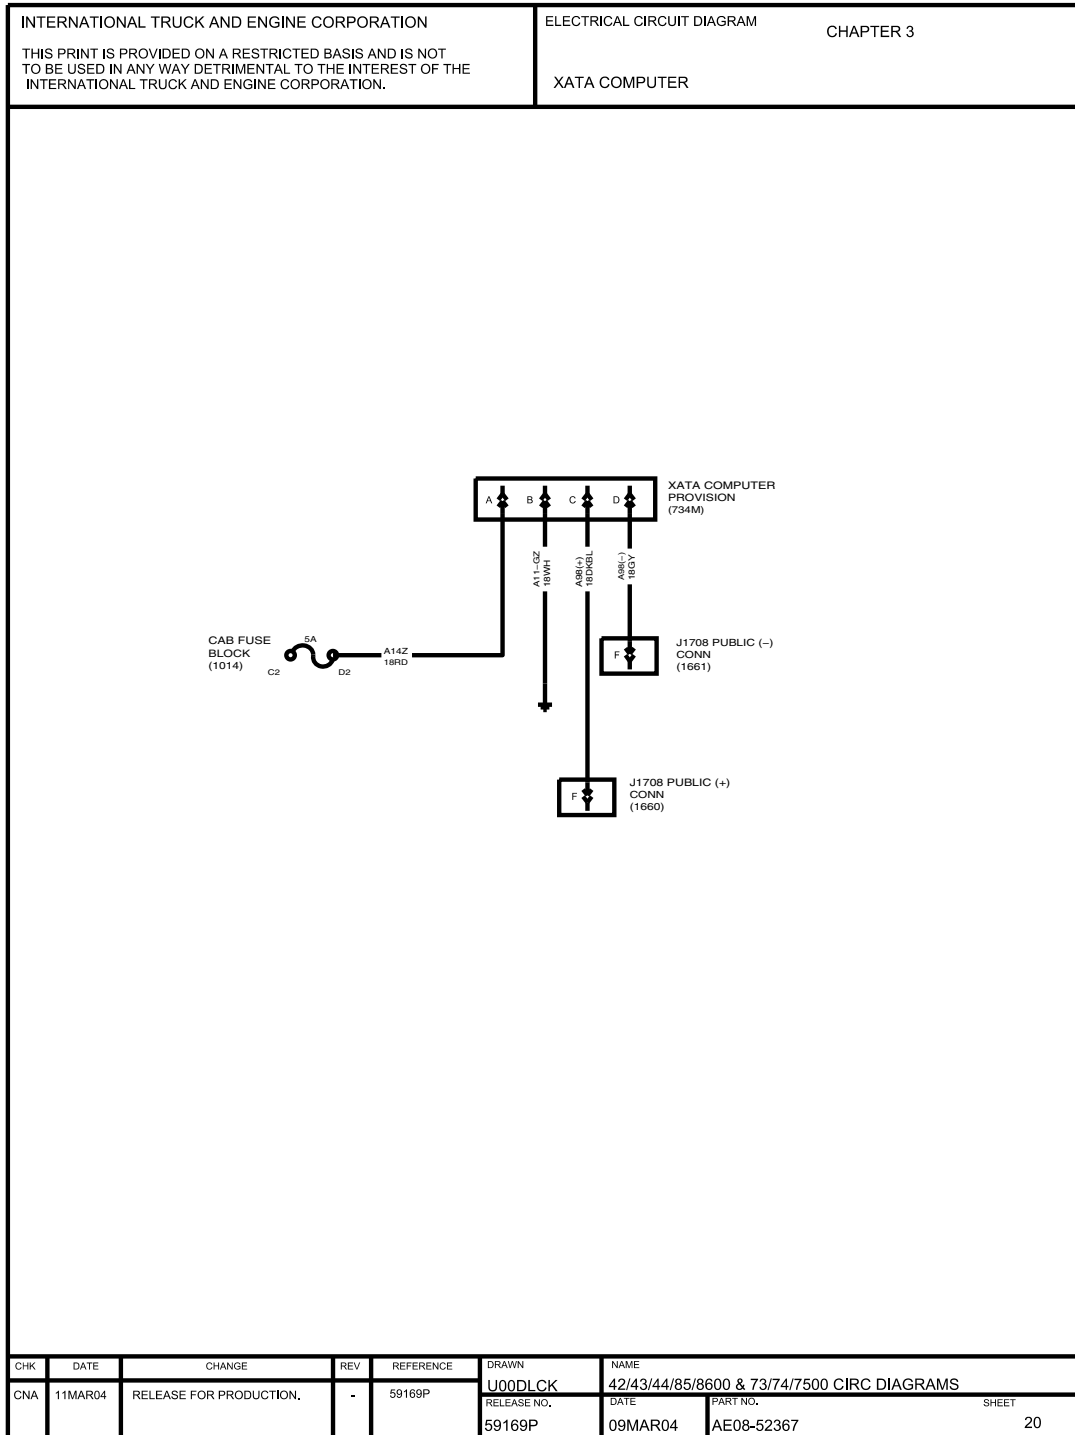 INTERNATIONAL TRUCK AND ENGINE CORPORATION
THIS PRINT IS PROVIDED ON A RESTRICTED BASIS AND IS NOT
TO BE USED IN ANY WAY DETRIMENTAL TO THE INTEREST OF THE
INTERNATIONAL TRUCK AND ENGINE CORPORATION.
ELECTRICAL CIRCUIT DIAGRAM
CHAPTER 3
XATA COMPUTER
A B C D
XATA COMPUTER
PROVISION
(734M)
A11-GZ
18WH
A98(+)
18DKBL
A98(-)
18GY
CAB FUSE
BLOCK
(1014)
5A
C2
D2
A14Z
18RD
F
J1708 PUBLIC (-)
CONN
(1661)
F
J1708 PUBLIC (+)
CONN
(1660)
CHK DATE CHANGE REV REFERENCE
CNA 11MAR04 RELEASE FOR PRODUCTION. - 59169P
DRAWN
U00DLCK
NAME
42/43/44/85/8600 & 73/74/7500 CIRC DIAGRAMS
RELEASE NO.
59169P
DATE
09MAR04
PART NO.
AE08-52367
SHEET
20